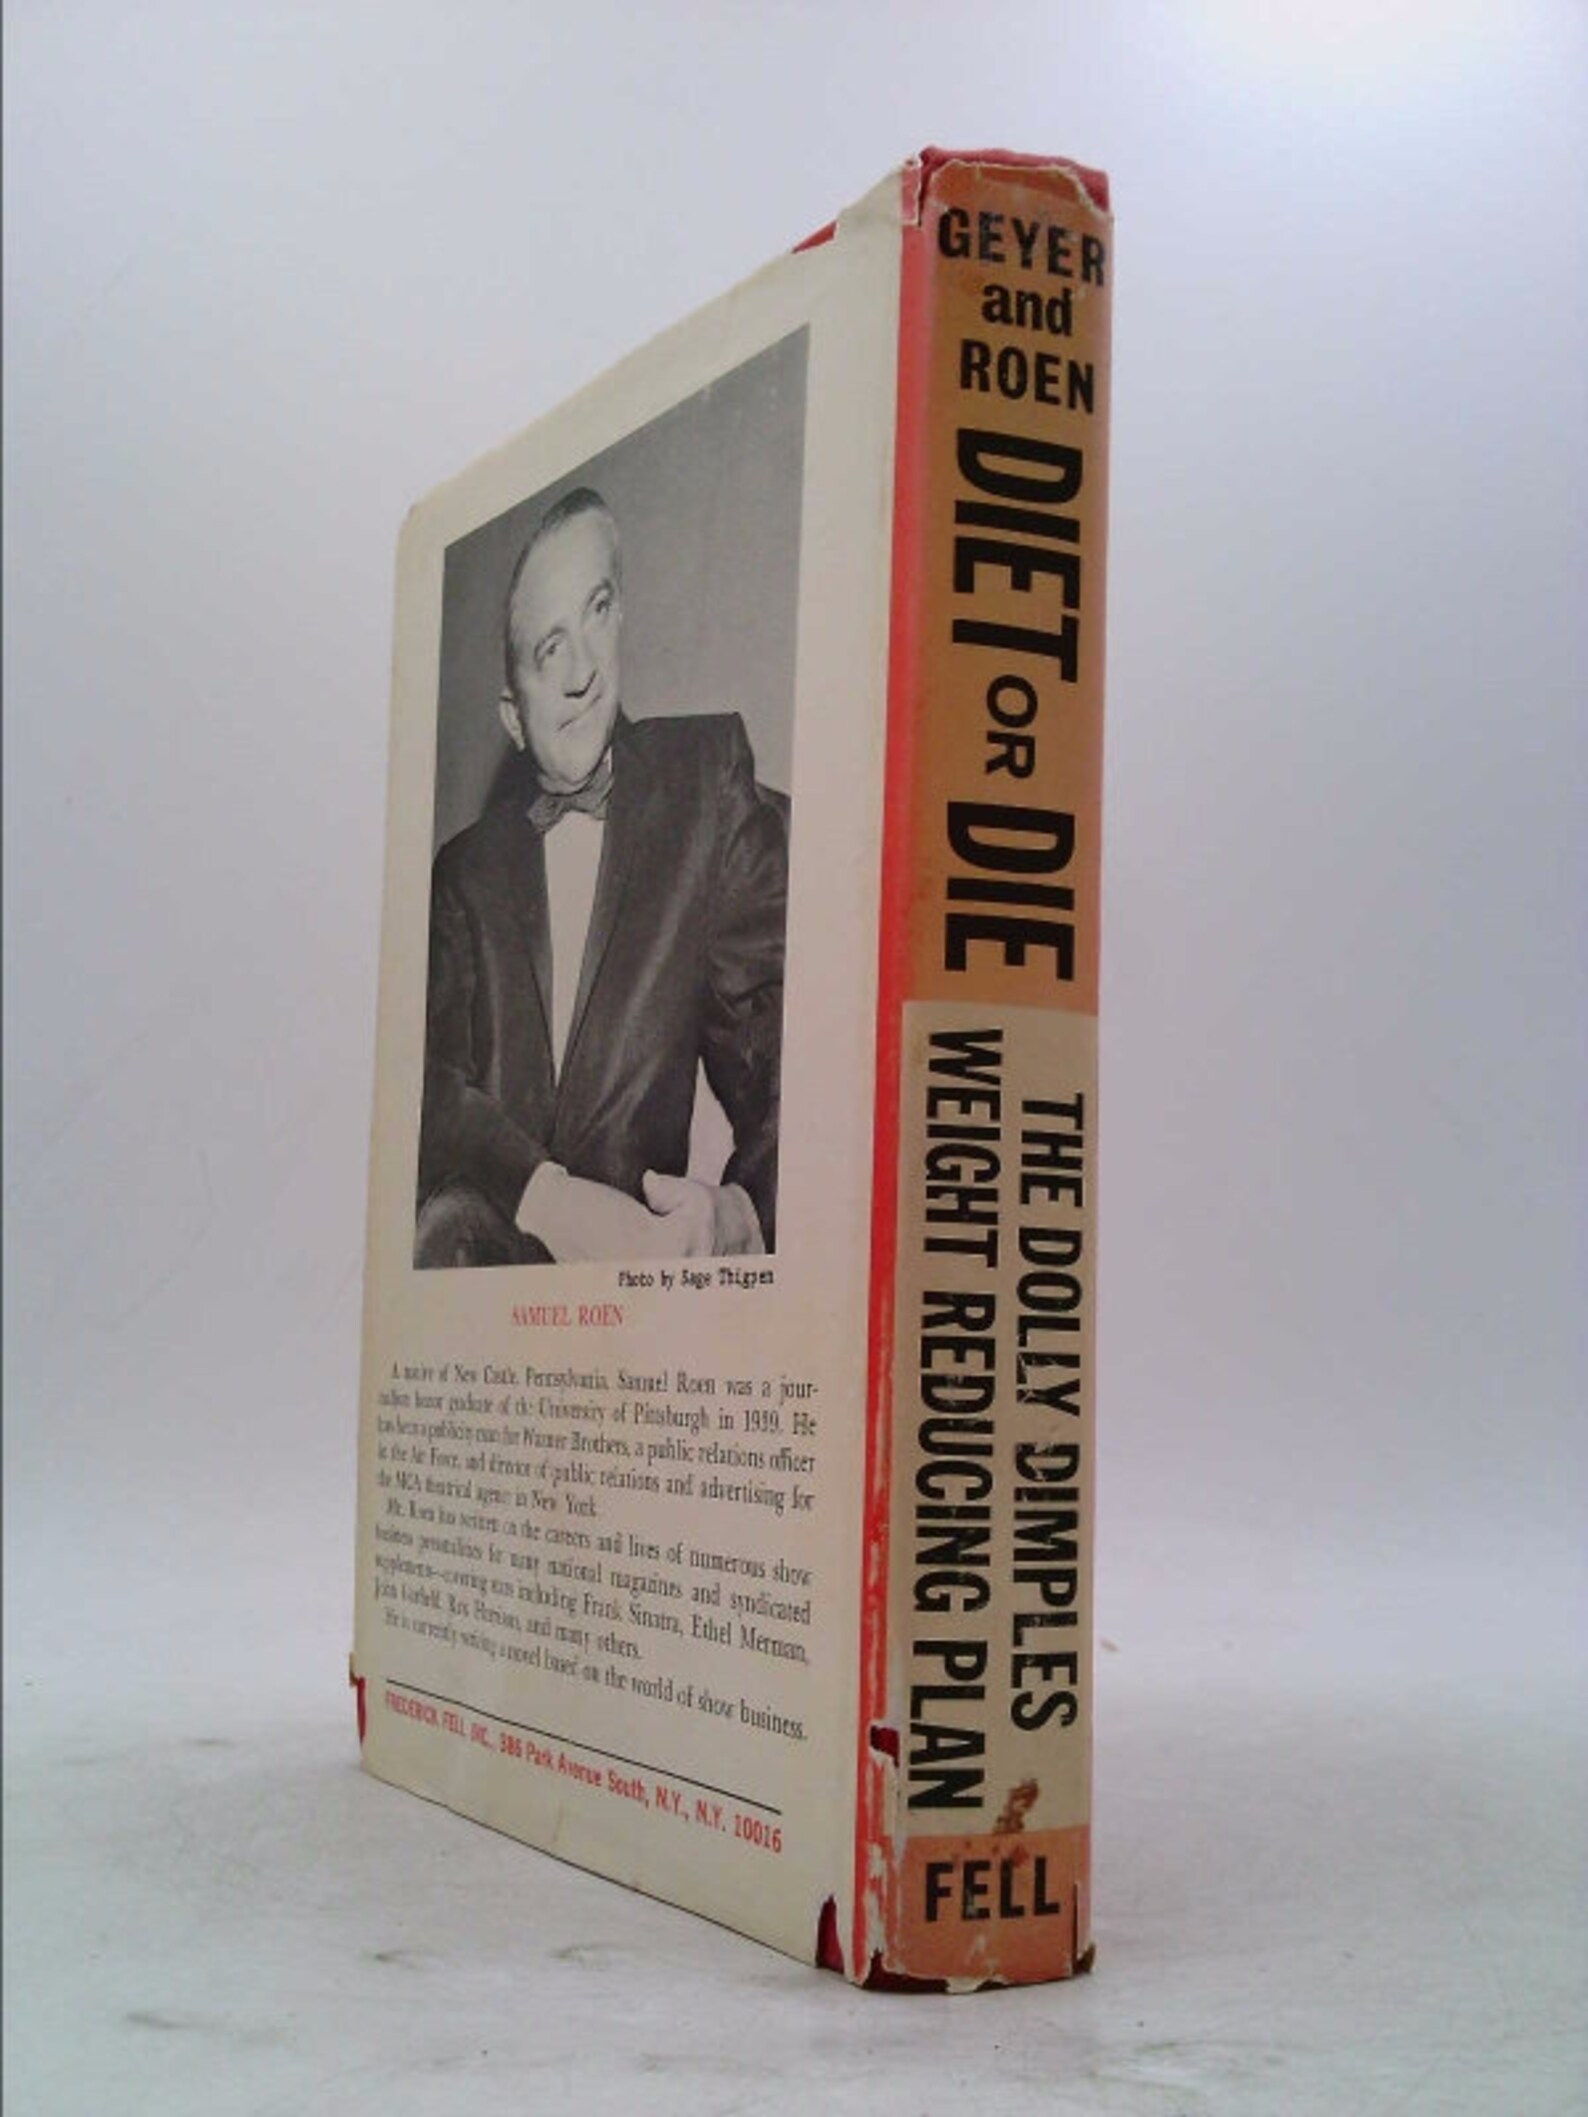 Photo by Sage Thigpen
SAMUEL ROEN
A native of New Castle, Pennsylvania, Samuel Roen was a jour-
nalism honor graduate of the University of Pittsburgh in 1939. He
has been a publicity man for Warner Brothers, a public relations officer
in the Air Force, and director of public relations and advertising for
the MCA theatrical agency in New York.
Mr. Roen has written on the careers and lives of numerous show
business personalities for many national magazines and syndicated
supplements—covering stars including Frank Sinatra, Ethel Merman,
John Garfield, Rex Harrison, and many others.
He is currently writing a novel based on the world of show business.
FREDERICK FELL INC., 386 Park Avenue South, N.Y., N.Y. 10016
GEYER
and
ROEN
DIET OR DIE
THE DOLLY DIMPLES
WEIGHT REDUCING PLAN
FELL